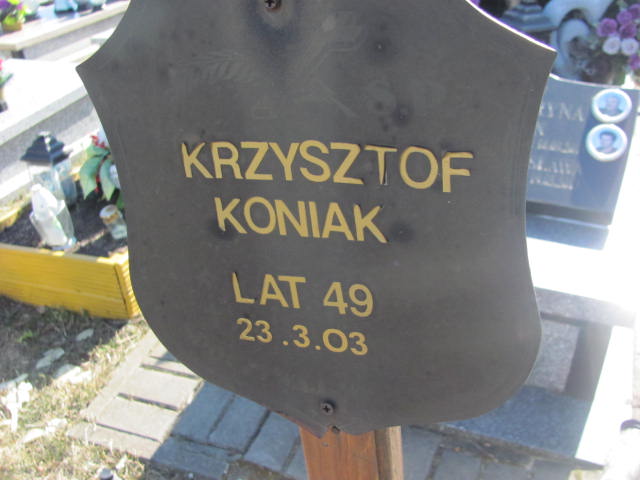 KRZYSZTOF
KONIAK
LAT 49
23.3.03